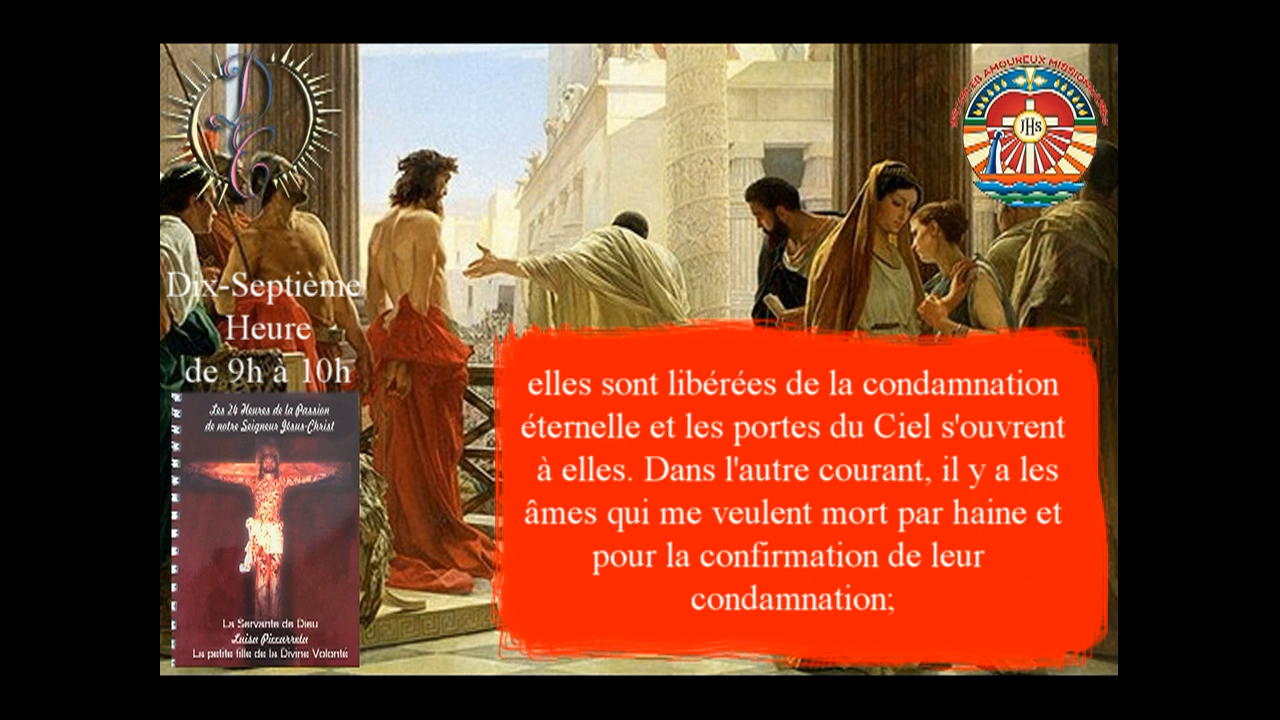 Dix-Septième
Heure
de 9h à 10h
Les 24 Heures de la Passion
de notre Seigneur Jésus-Christ
La Servante de Dieu
Luisa Piccarreta
La petite fille de la Divine Volonté
AMOUREUX
JHS
elles sont libérées de la condamnation
éternelle et les portes du Ciel s'ouvrent
à elles. Dans l'autre courant, il y a les
âmes qui me veulent mort par haine et
pour la confirmation de leur
condamnation;